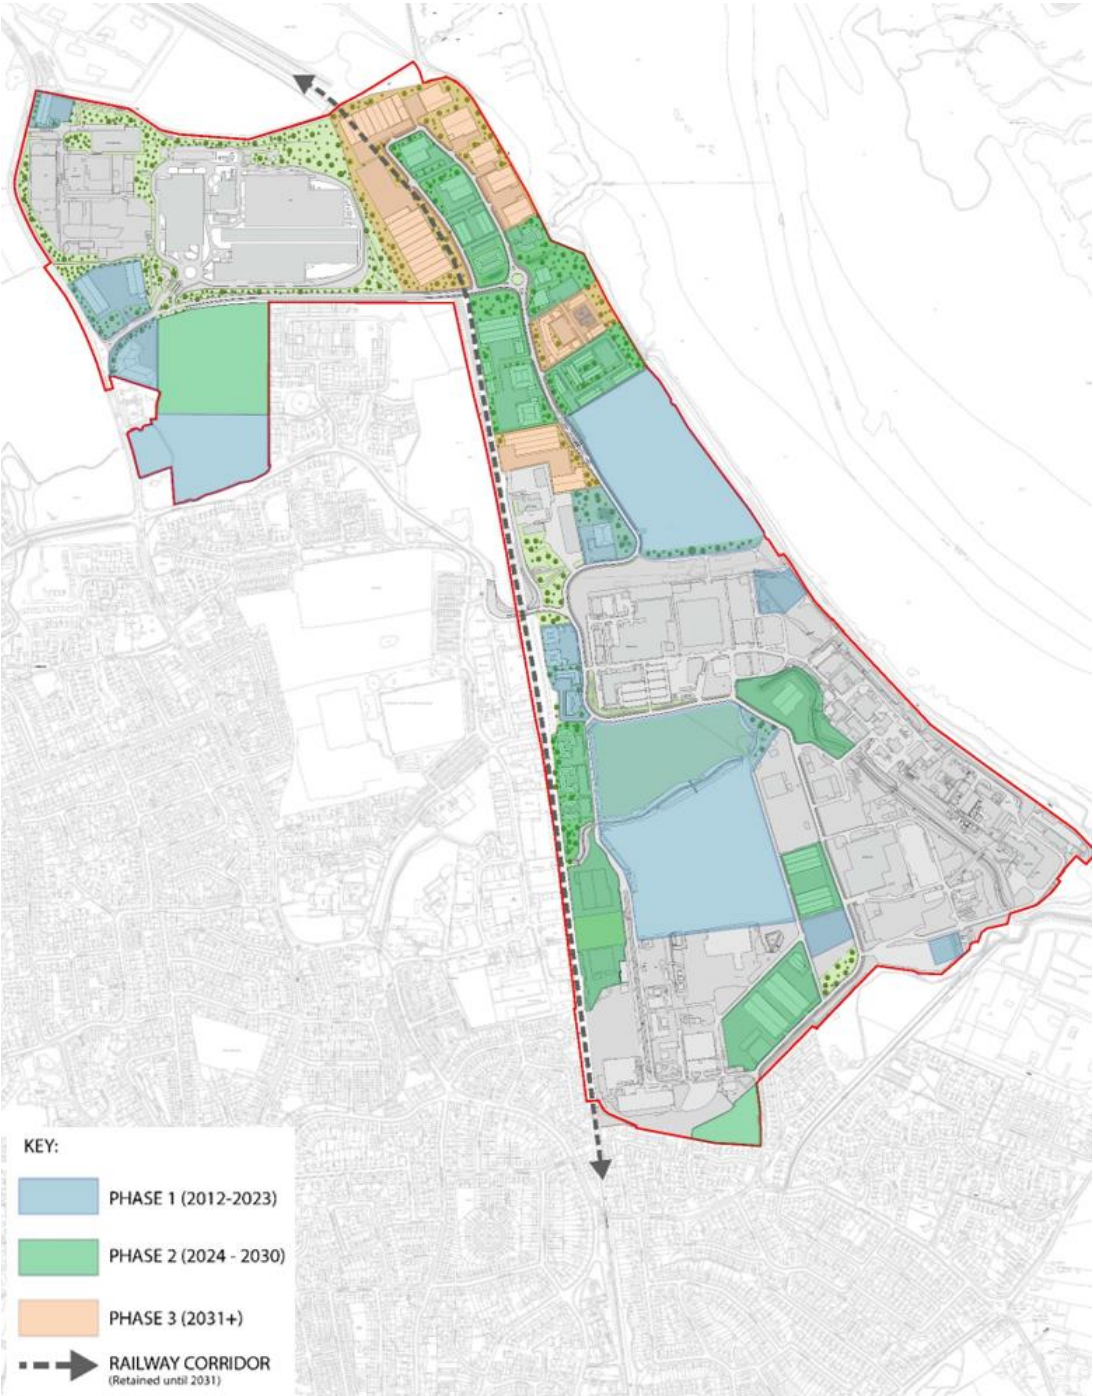 KEY:
PHASE 1 (2012-2023)
PHASE 2 (2024 - 2030)
PHASE 3 (2031+)
RAILWAY CORRIDOR
(Retained until 2031)